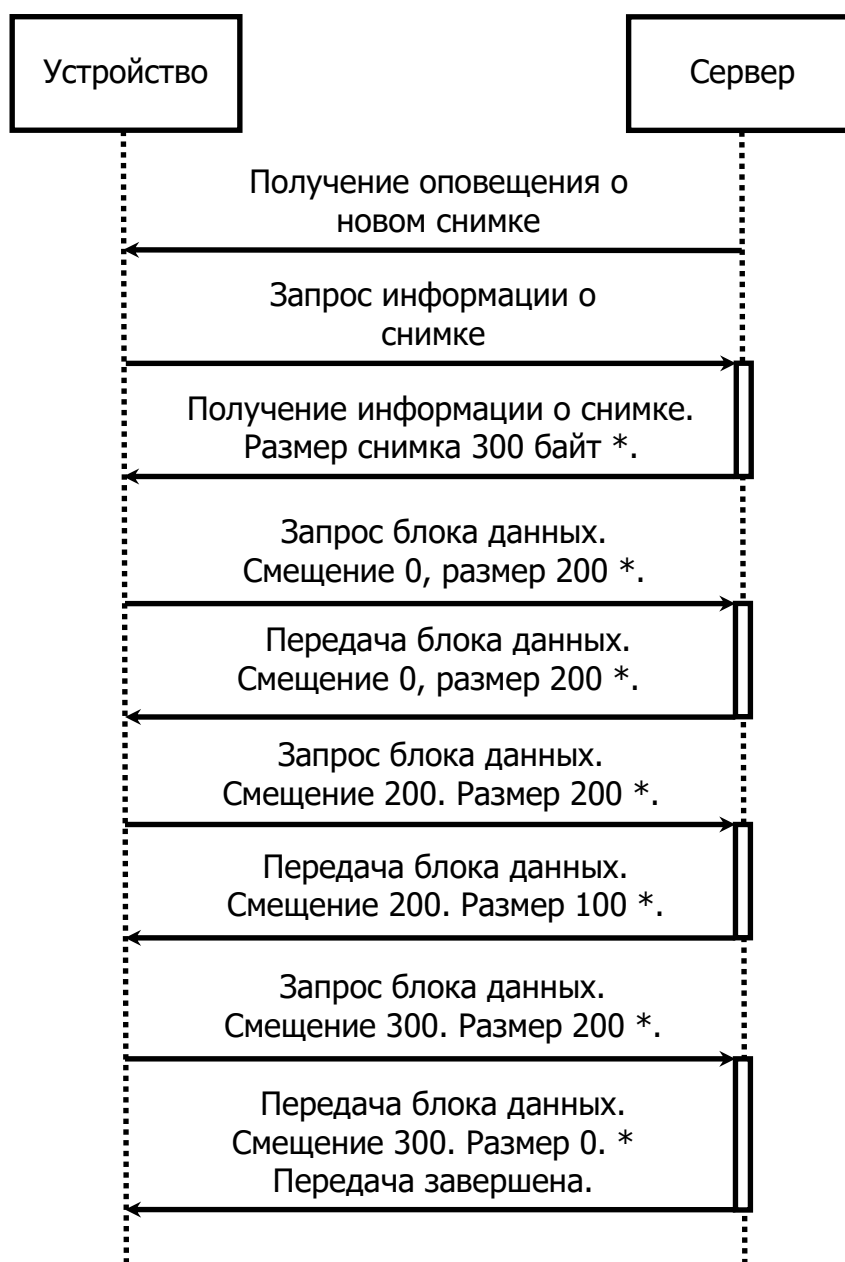 Устройство
Сервер
Получение оповещения о
новом снимке
Запрос информации о
снимке
Получение информации о снимке.
Размер снимка 300 байт *.
Запрос блока данных.
Смещение 0, размер 200 *.
Передача блока данных.
Смещение 0, размер 200 *.
Запрос блока данных.
Смещение 200. Размер 200 *.
Передача блока данных.
Смещение 200. Размер 100 *.
Запрос блока данных.
Смещение 300. Размер 200 *.
Передача блока данных.
Смещение 300. Размер 0. *
Передача завершена.